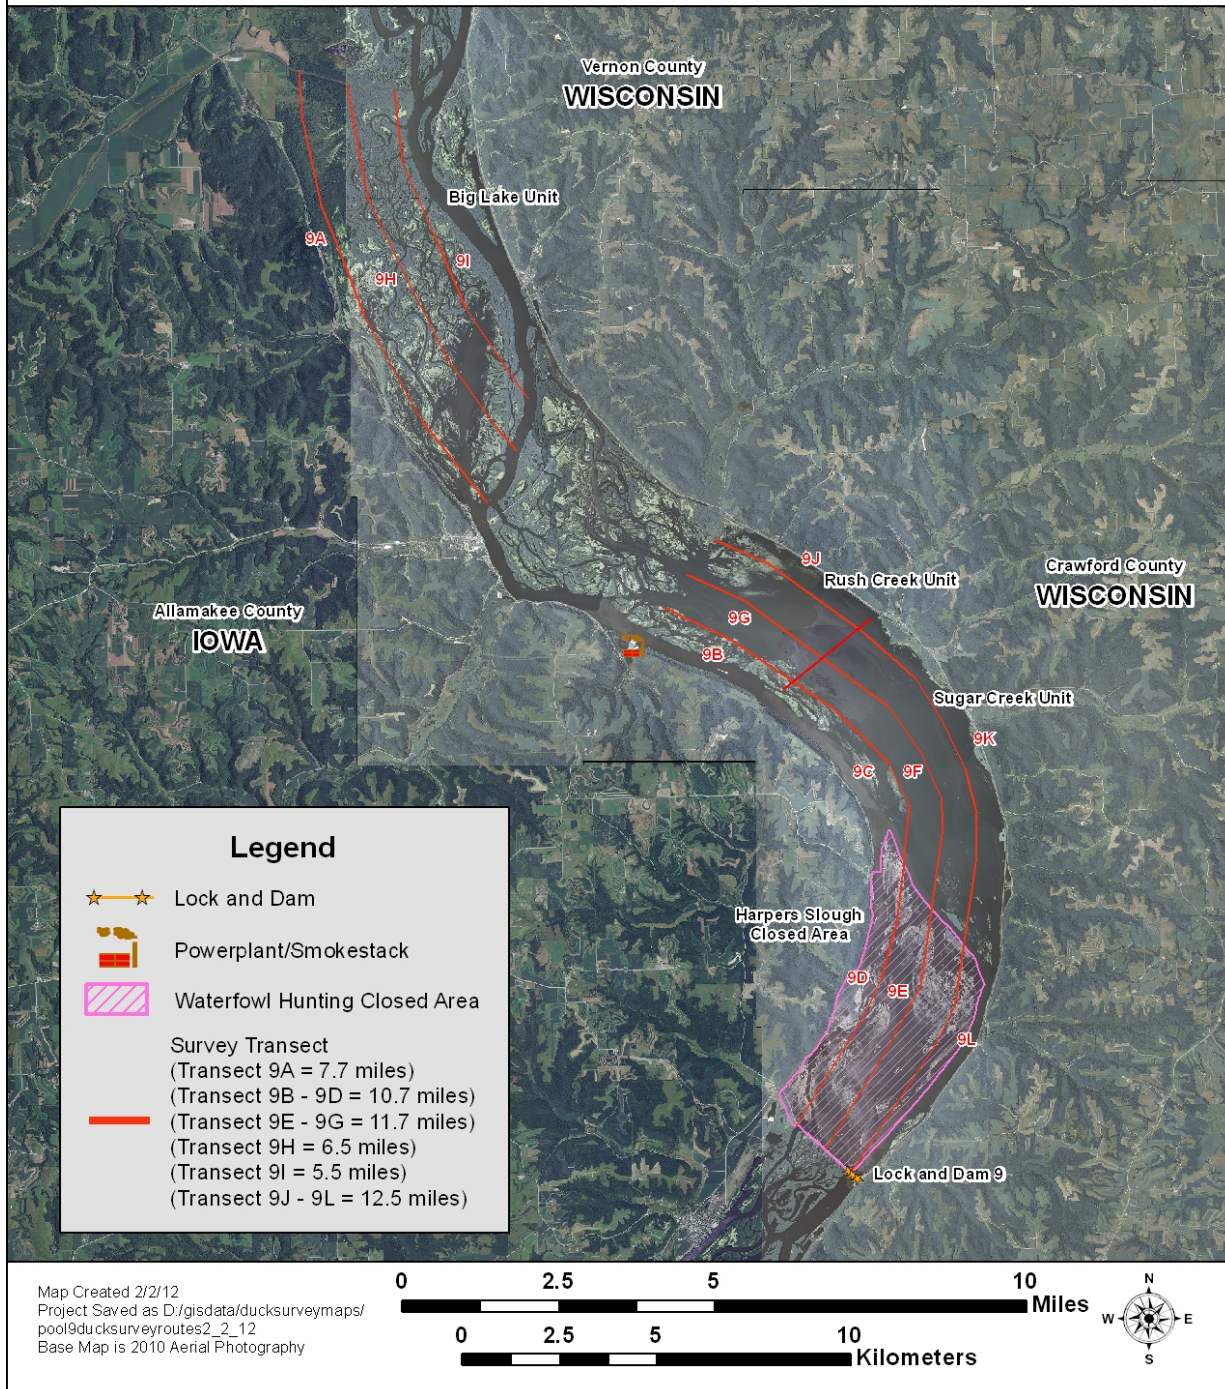 Vernon County
WISCONSIN
Big Lake Unit
9A
9H
9I
9J
Rush Creek Unit
Crawford County
WISCONSIN
Allamakee County
IOWA
9G
9B
Sugar Creek Unit
9K
9C
9F
Harpers Slough
Closed Area
9D
9E
9L
Lock and Dam 9
Legend
Lock and Dam
Powerplant/Smokestack
Waterfowl Hunting Closed Area
Survey Transect
(Transect 9A = 7.7 miles)
(Transect 9B - 9D = 10.7 miles)
(Transect 9E - 9G = 11.7 miles)
(Transect 9H = 6.5 miles)
(Transect 9I = 5.5 miles)
(Transect 9J - 9L = 12.5 miles)
Map Created 2/2/12
Project Saved as D:/gisdata/ducksurveymaps/
pool9ducksurveyroutes2_2_12
Base Map is 2010 Aerial Photography
0 2.5 5 10
Miles
0 2.5 5 10
Kilometers
N
W E
S